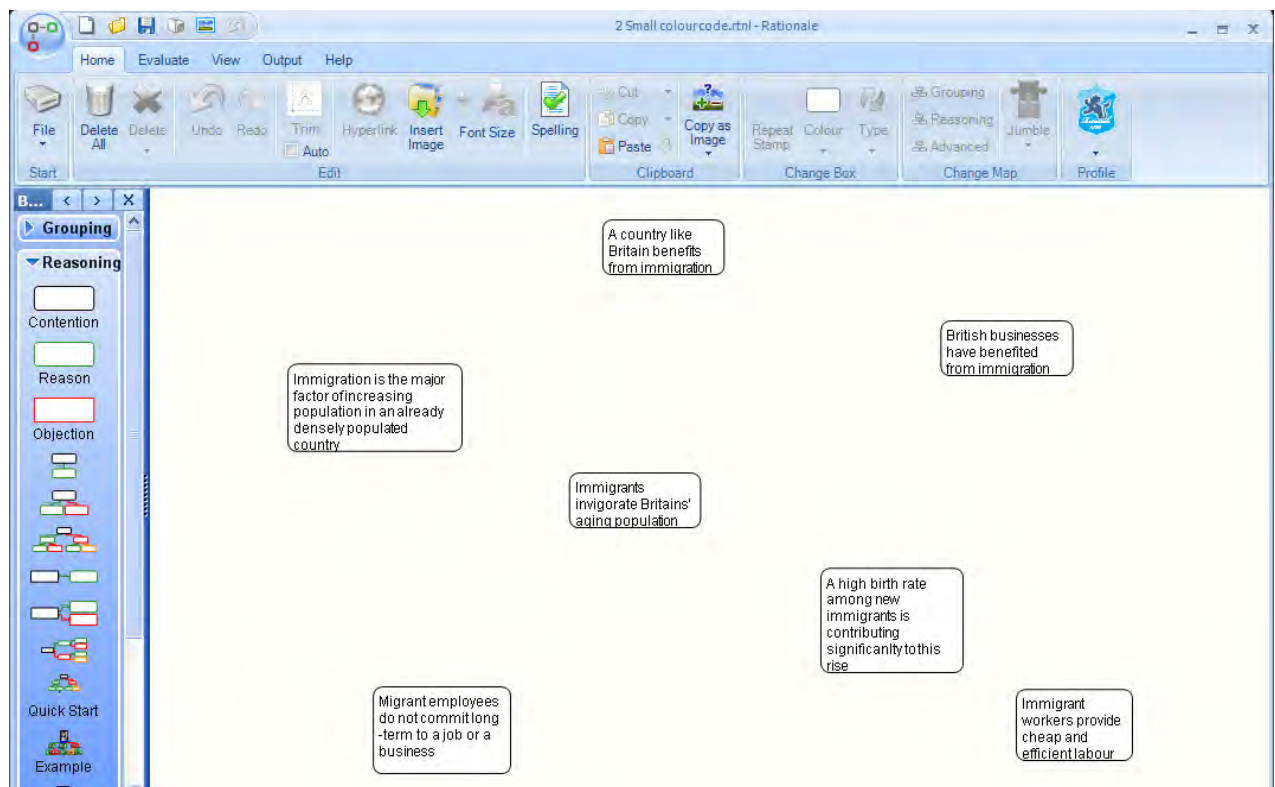 2 Small colourcode.rtnl - Rationale
Home Evaluate View Output Help
File
Delete All
Delete
Undo
Redo
Trim
Auto
Hyperlink
Insert Image
Font Size
Spelling
Cut
Copy
Paste
Copy as Image
Repeat Stamp
Colour
Type
Grouping
Reasoning
Advanced
Jumble
Start
Edit
Clipboard
Change Box
Change Map
Profile
B... < > X
Grouping
Reasoning
Contention
Reason
Objection
Quick Start
Example
A country like
Britain benefits
from immigration
British businesses
have benefited
from immigration
Immigration is the major
factor of increasing
population in an already
densely populated
country
Immigrants
invigorate Britains'
aging population
A high birth rate
among new
immigrants is
contributing
significanlty to this
rise
Migrant employees
do not commit long
-term to a job or a
business
Immigrant
workers provide
cheap and
efficient labour